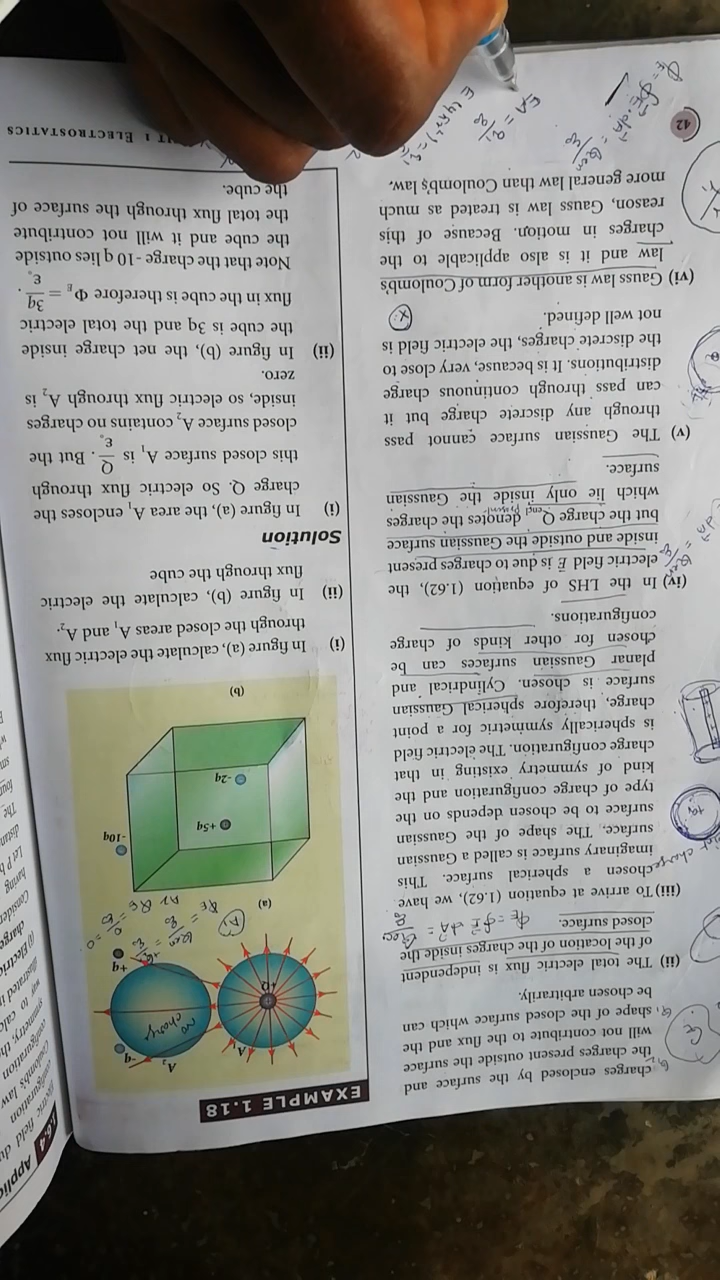 charges enclosed by the surface and
the charges present outside the surface
will not contribute to the flux and the
shape of the closed surface which can
be chosen arbitrarily.
(ii) The total electric flux is independent
of the location of the charges inside the
closed surface.
(iii) To arrive at equation (1.62), we have
chosen a spherical surface. This
imaginary surface is called a Gaussian
surface. The shape of the Gaussian
surface to be chosen depends on the
type of charge configuration and the
kind of symmetry existing in that
charge configuration. The electric field
is spherically symmetric for a point
charge, therefore spherical Gaussian
surface is chosen. Cylindrical and
planar Gaussian surfaces can be
chosen for other kinds of charge
configurations.
(iv) In the LHS of equation (1.62), the
electric field E⃗ is due to charges present
inside and outside the Gaussian surface
but the charge Q_encl denotes the charges
which lie only inside the Gaussian
surface.
(v) The Gaussian surface cannot pass
through any discrete charge but it
can pass through continuous charge
distributions. It is because, very close to
the discrete charges, the electric field is
not well defined.
(vi) Gauss law is another form of Coulomb's
law and it is also applicable to the
charges in motion. Because of this
reason, Gauss law is treated as much
more general law than Coulomb's law.
42
EXAMPLE 1.18
A₁
A₂
-q
+Q
no charge
+q
(a)
-10q
+5q
-2q
(b)
(i) In figure (a), calculate the electric flux
through the closed areas A₁ and A₂.
(ii) In figure (b), calculate the electric
flux through the cube
Solution
(i) In figure (a), the area A₁ encloses the
charge Q. So electric flux through
this closed surface A₁ is Q/ε₀. But the
closed surface A₂ contains no charges
inside, so electric flux through A₂ is
zero.
(ii) In figure (b), the net charge inside
the cube is 3q and the total electric
flux in the cube is therefore Φ_E = 3q/ε₀.
Note that the charge -10 q lies outside
the cube and it will not contribute
the total flux through the surface of
the cube.
ELECTROSTATICS
1.6.4 Applic